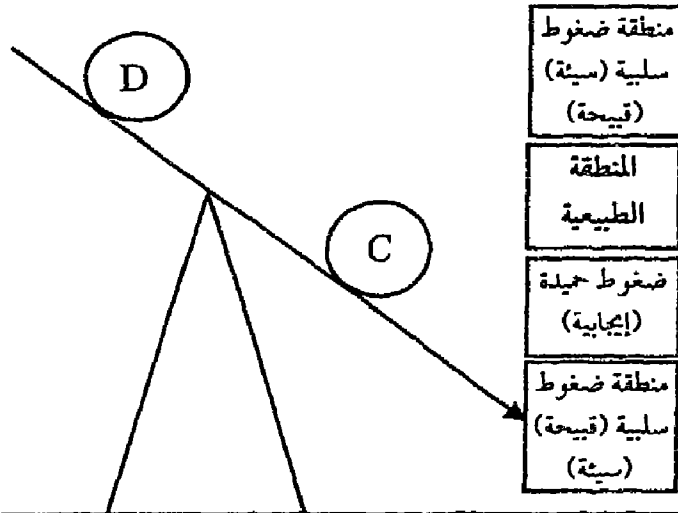 منطقة ضغوط
سلبية (سيئة)
(قبيحة)
D
المنطقة
الطبيعية
C
ضغوط حميدة
(إيجابية)
منطقة ضغوط
سلبية (قبيحة)
(سيئة)